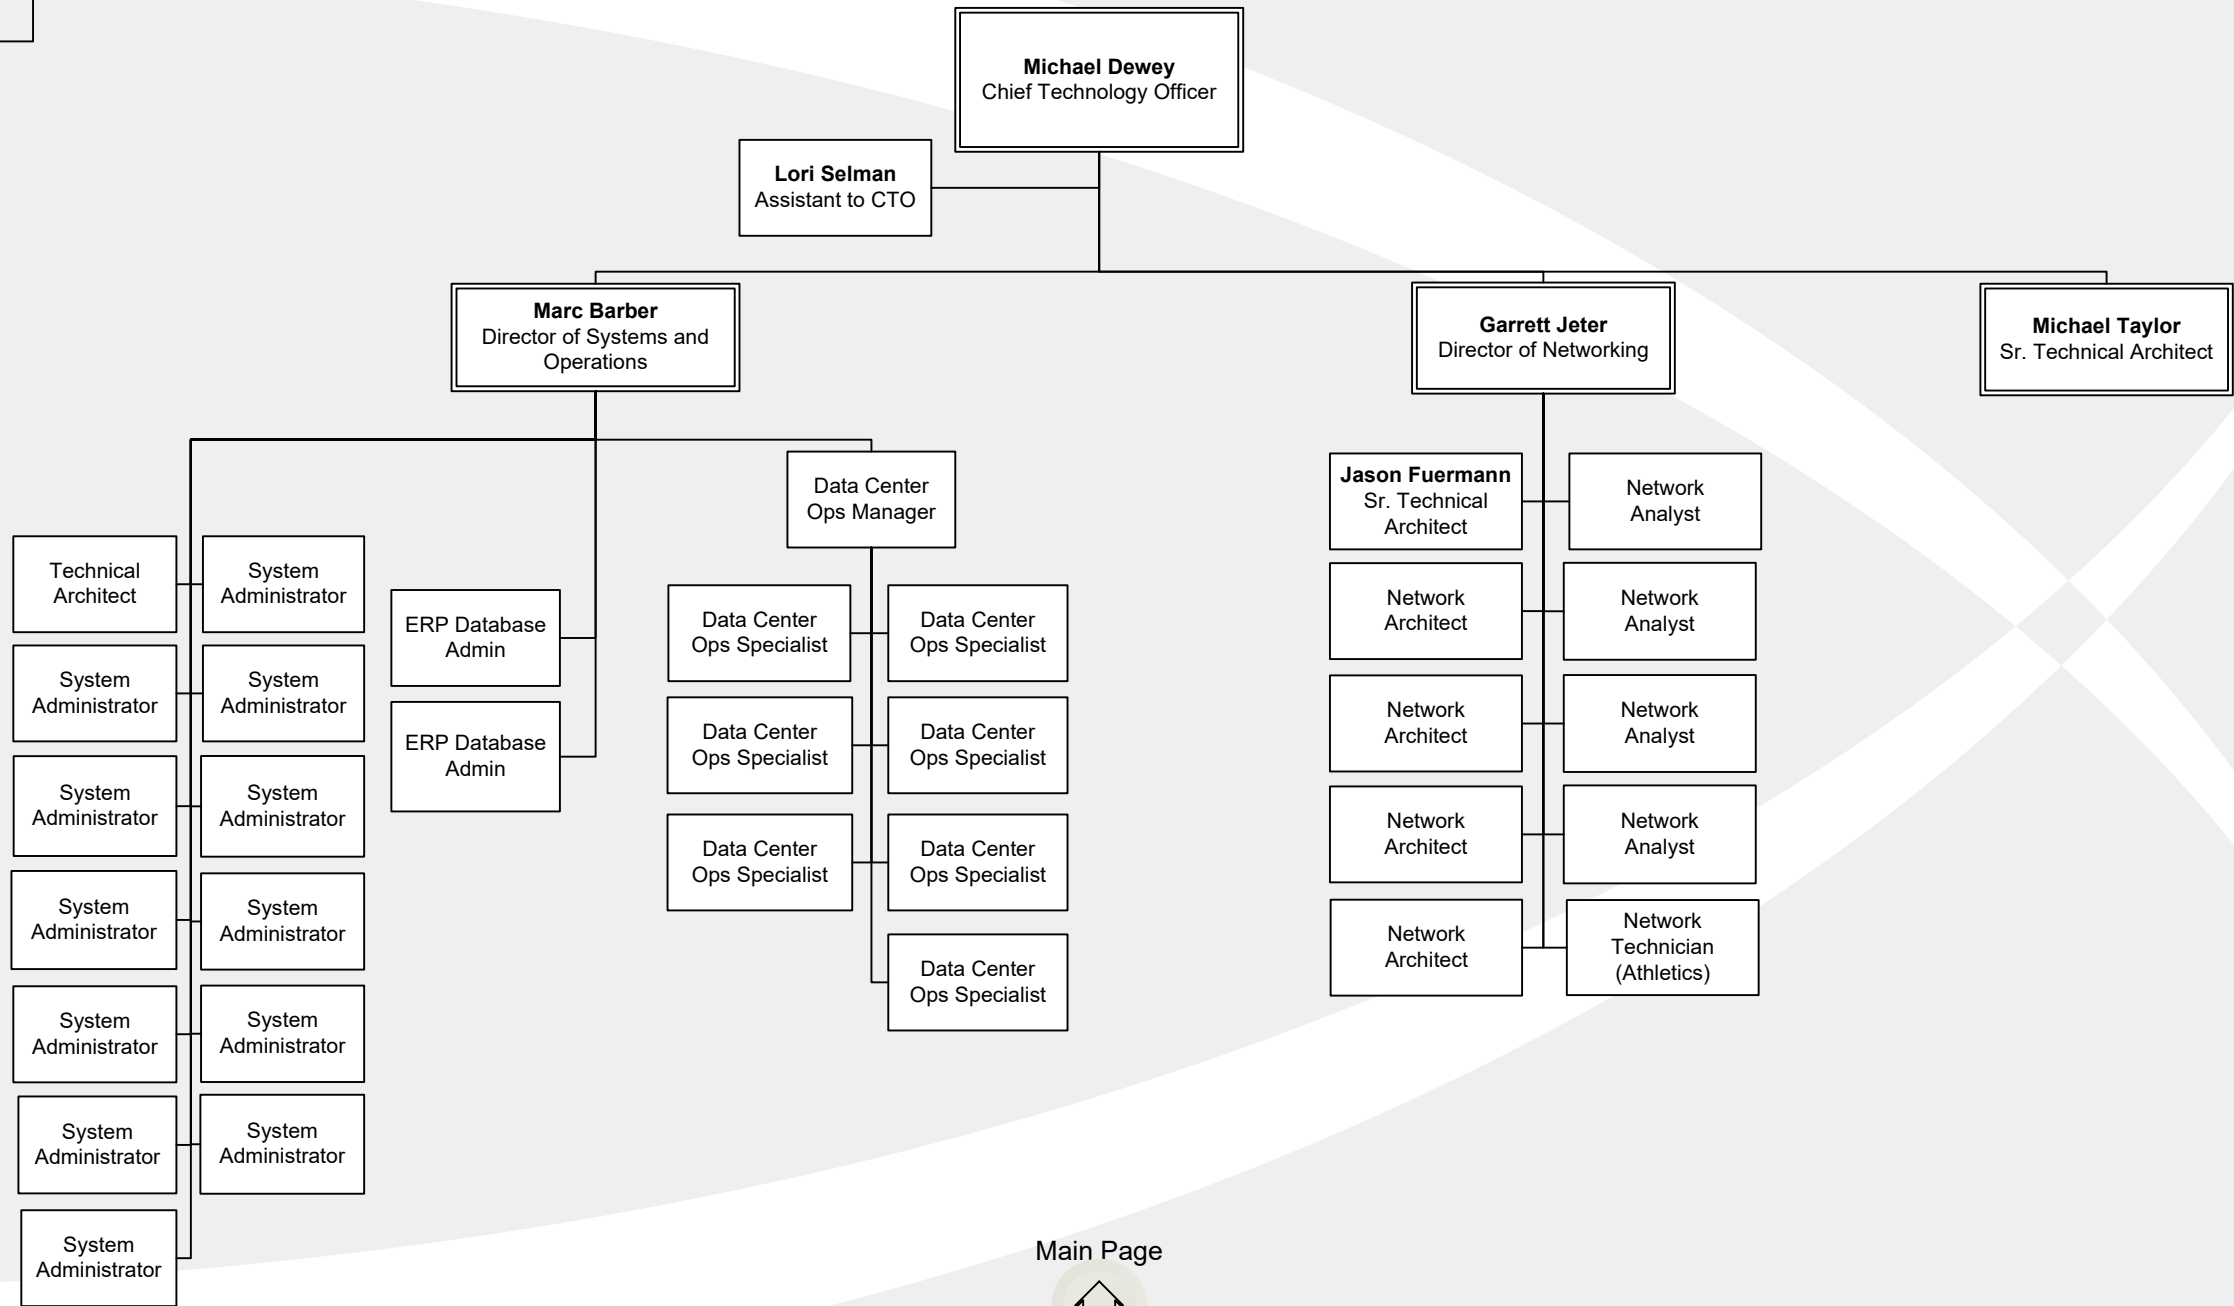 Michael Dewey
Chief Technology Officer
Lori Selman
Assistant to CTO
Marc Barber
Director of Systems and
Operations
Garrett Jeter
Director of Networking
Michael Taylor
Sr. Technical Architect
Technical
Architect
System
Administrator
System
Administrator
System
Administrator
System
Administrator
System
Administrator
System
Administrator
System
Administrator
System
Administrator
System
Administrator
System
Administrator
System
Administrator
System
Administrator
ERP Database
Admin
ERP Database
Admin
Data Center
Ops Manager
Data Center
Ops Specialist
Data Center
Ops Specialist
Data Center
Ops Specialist
Data Center
Ops Specialist
Data Center
Ops Specialist
Data Center
Ops Specialist
Data Center
Ops Specialist
Jason Fuermann
Sr. Technical
Architect
Network
Analyst
Network
Architect
Network
Analyst
Network
Architect
Network
Analyst
Network
Architect
Network
Analyst
Network
Architect
Network
Technician
(Athletics)
Main Page